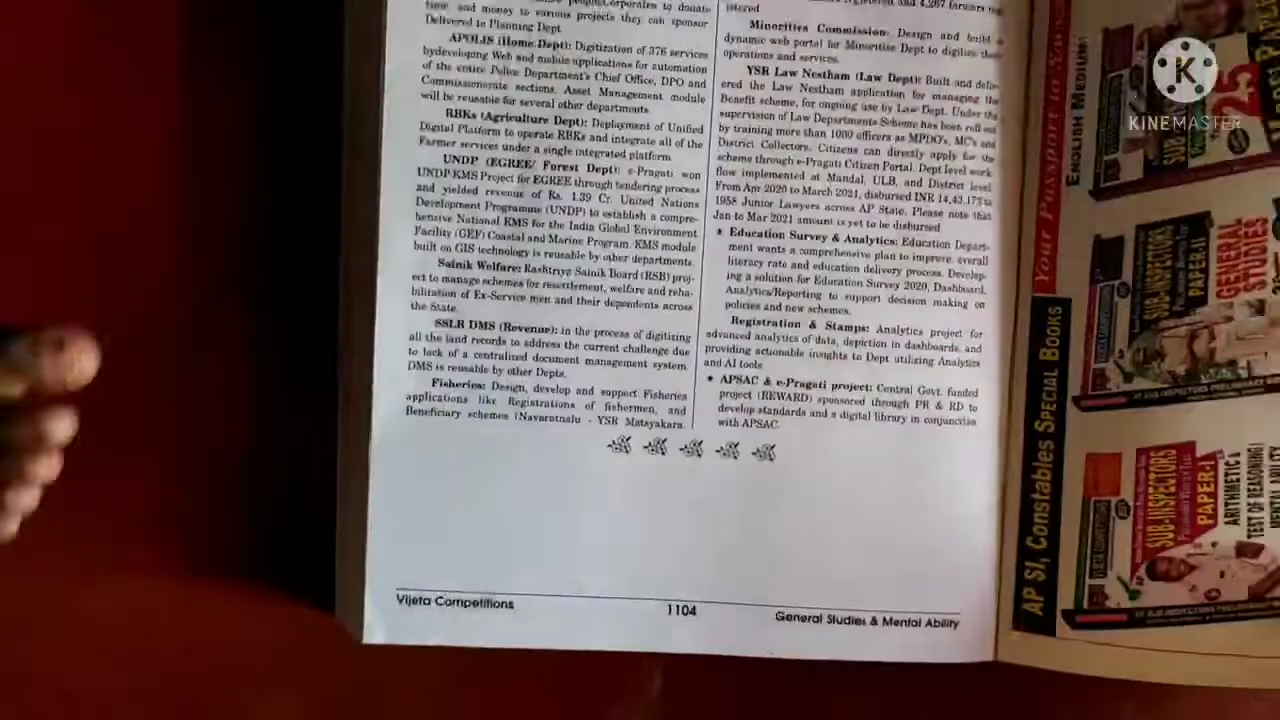 people/Corporates to donate
time and money to various projects they can sponsor
Delivered to Planning Dept
APOLIS (Home Dept): Digitization of 376 services
bydeveloping Web and mobile applications for automation
of the entire Police Department's Chief Office, DPO and
Commissionerate sections. Asset Management module
will be reusable for several other departments.
RBKs (Agriculture Dept): Deployment of Unified
Digital Platform to operate RBKs and integrate all of the
Farmer services under a single integrated platform.
UNDP (EGREE/ Forest Dept): e-Pragati won
UNDP KMS Project for EGREE through tendering process
and yielded revenue of Rs. 1.39 Cr. United Nations
Development Programme (UNDP) to establish a compre-
hensive National KMS for the India Global Environment
Facility (GEF) Coastal and Marine Program. KMS module
built on GIS technology is reusable by other departments.
Sainik Welfare: Rashtriya Sainik Board (RSB) proj-
ect to manage schemes for resettlement, welfare and reha-
bilitation of Ex-Service men and their dependents across
the State.
SSLR DMS (Revenue): in the process of digitizing
all the land records to address the current challenge due
to lack of a centralized document management system.
DMS is reusable by other Depts.
Fisheries: Design, develop and support Fisheries
applications like Registrations of fishermen, and
Beneficiary schemes (Navaratnalu - YSR Matsyakara.
istered
Minorities Commission: Design and build a
dynamic web portal for Minorities Dept to digitize their
operations and services.
YSR Law Nestham (Law Dept): Built and deliv-
ered the Law Nestham application for managing the
Benefit scheme, for ongoing use by Law Dept. Under the
supervision of Law Departments Scheme has been roll out
by training more than 1000 officers as MPDO's, MC's and
District Collectors. Citizens can directly apply for the
scheme through e-Pragati Citizen Portal. Dept level work
flow implemented at Mandal, ULB, and District level
From Apr 2020 to March 2021, disbursed INR to
1958 Junior Lawyers across AP State. Please note that
Jan to Mar 2021 amount is yet to be disbursed.
* Education Survey & Analytics: Education Depart-
ment wants a comprehensive plan to improve, overall
literacy rate and education delivery process. Develop-
ing a solution for Education Survey 2020, Dashboard,
Analytics/Reporting to support decision making on
policies and new schemes.
Registration & Stamps: Analytics project for
advanced analytics of data, depiction in dashboards, and
providing actionable insights to Dept utilizing Analytics
and AI tools
* APSAC & e-Pragati project: Central Govt. funded
project (REWARD) sponsored through PR & RD to
develop standards and a digital library in conjunction
with APSAC.
Vijeta Competitions
1104
General Studies & Mental Ability
Your Passport to
ENGLISH MEDIUM
AP SI, CONSTABLES SPECIAL BOOKS
SUB-INSPECTORS
PAPER-II
GENERAL
STUDIES
SUB-INSPECTORS
PAPER-I
ARITHMETIC &
TEST OF REASONING/
MENTAL ABILITY
K
KINEMASTER